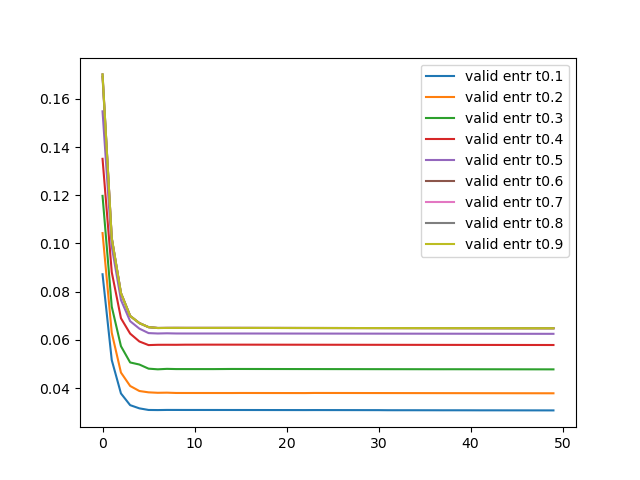 0.16
0.14
0.12
0.10
0.08
0.06
0.04
0
10
20
30
40
50
valid entr t0.1
valid entr t0.2
valid entr t0.3
valid entr t0.4
valid entr t0.5
valid entr t0.6
valid entr t0.7
valid entr t0.8
valid entr t0.9